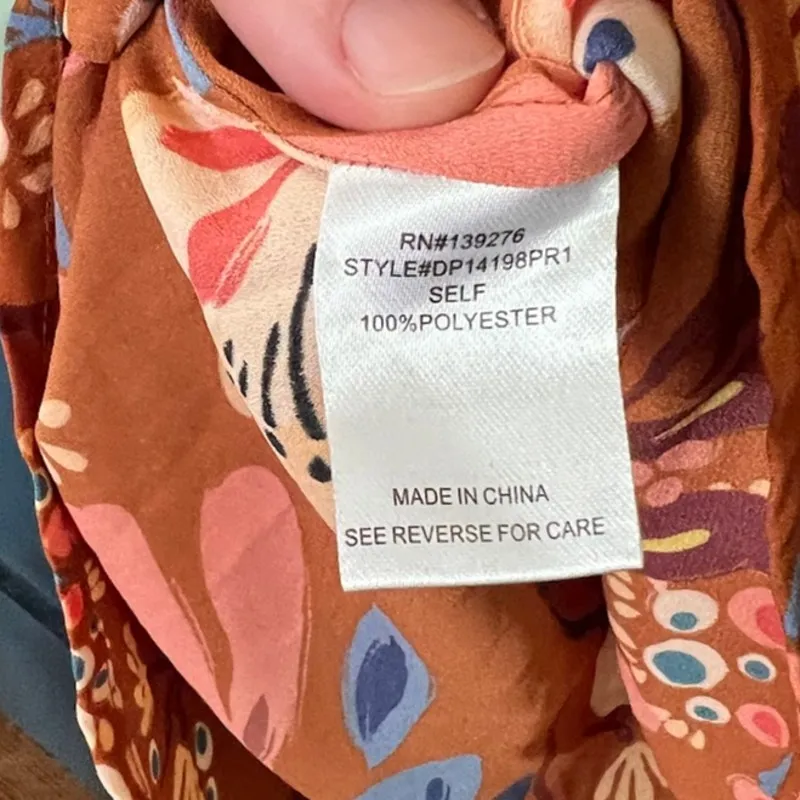 RN#139276
STYLE#DP14198PR1
SELF
100%POLYESTER
MADE IN CHINA
SEE REVERSE FOR CARE